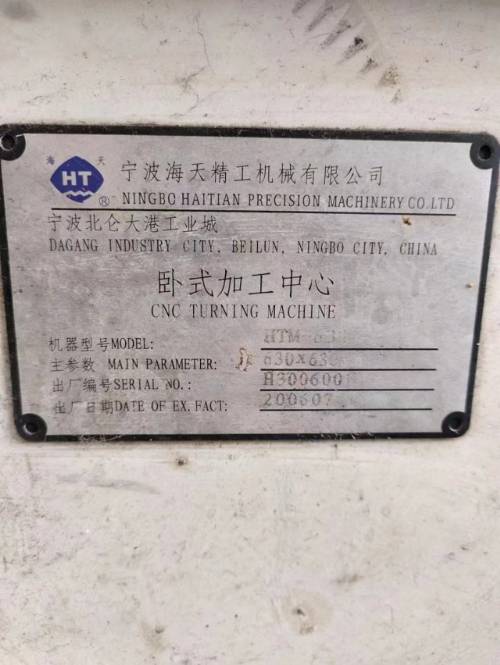 海 天
HT
®
宁波海天精工机械有限公司
NINGBO HAITIAN PRECISION MACHINERY CO.LTD
宁波北仑大港工业城
DAGANG INDUSTRY CITY, BEILUN, NINGBO CITY, CHINA
卧式加工中心
CNC TURNING MACHINE
机器型号MODEL:
主参数 MAIN PARAMETER: 630×630
出厂编号SERIAL NO.:
出厂日期DATE OF EX.FACT: 200607